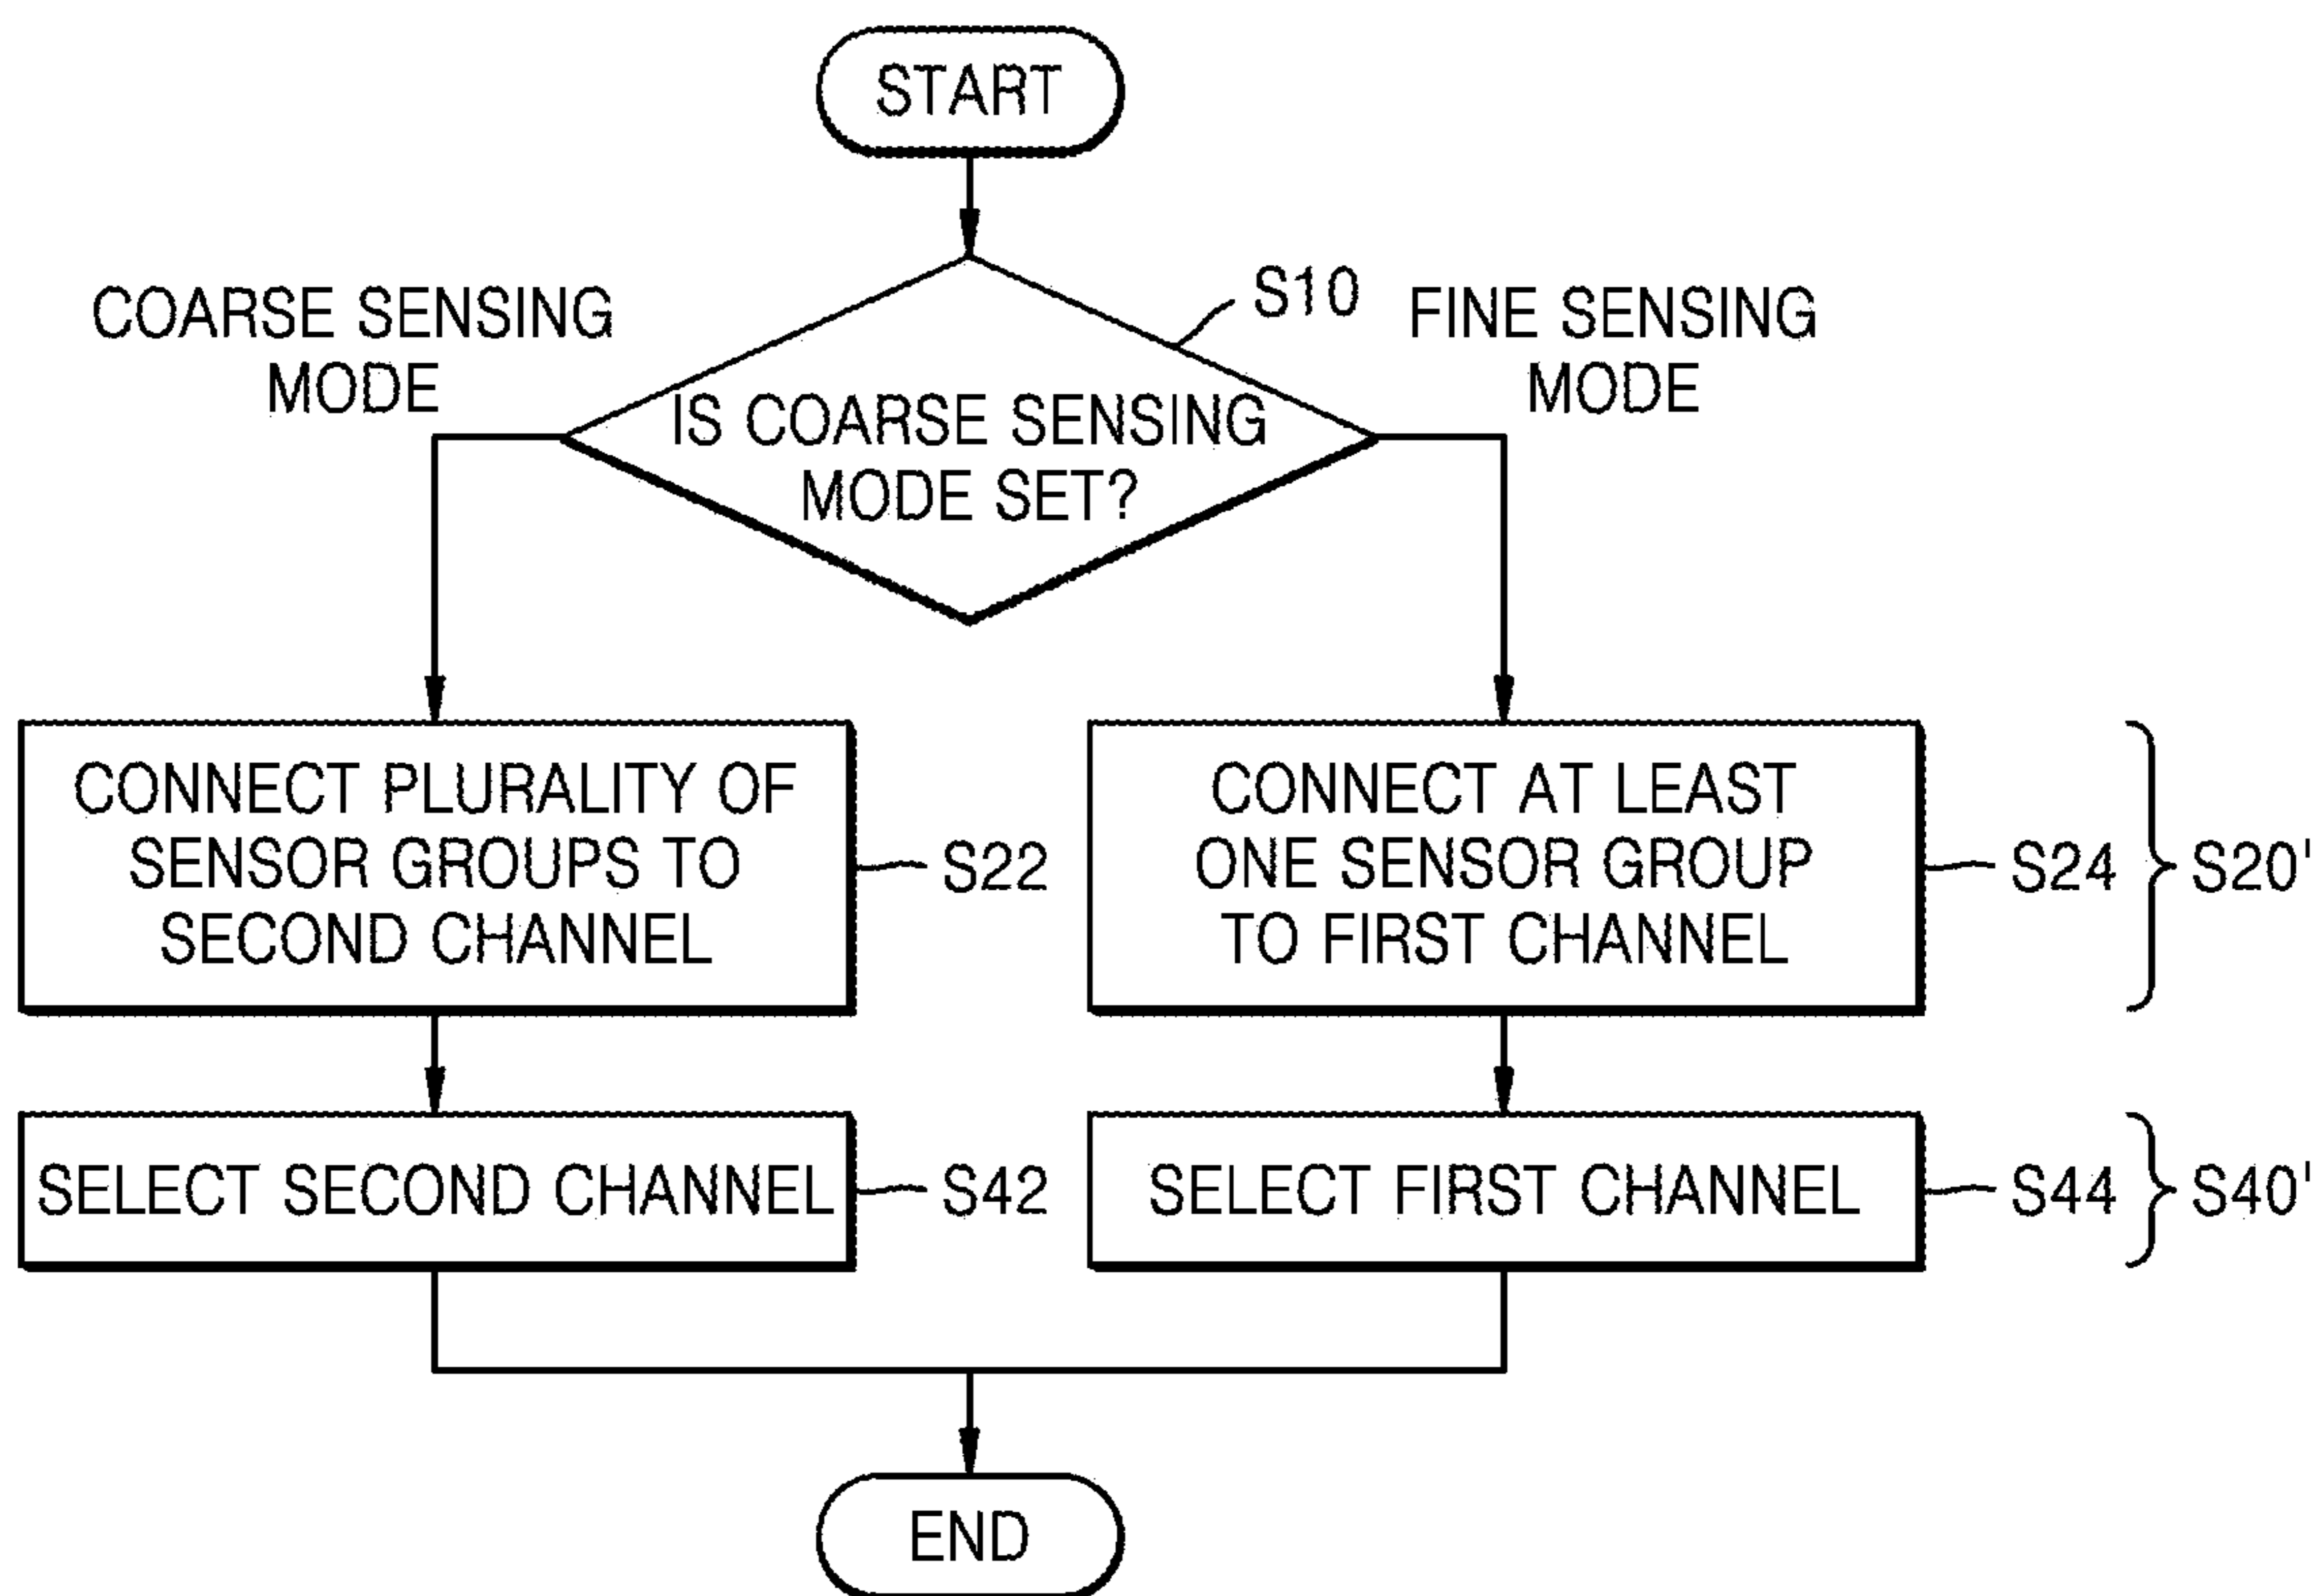 START
S10
COARSE SENSING
MODE
FINE SENSING
MODE
IS COARSE SENSING
MODE SET?
CONNECT PLURALITY OF
SENSOR GROUPS TO
SECOND CHANNEL
S22
CONNECT AT LEAST
ONE SENSOR GROUP
TO FIRST CHANNEL
S24
S20'
SELECT SECOND CHANNEL
S42
SELECT FIRST CHANNEL
S44
S40'
END